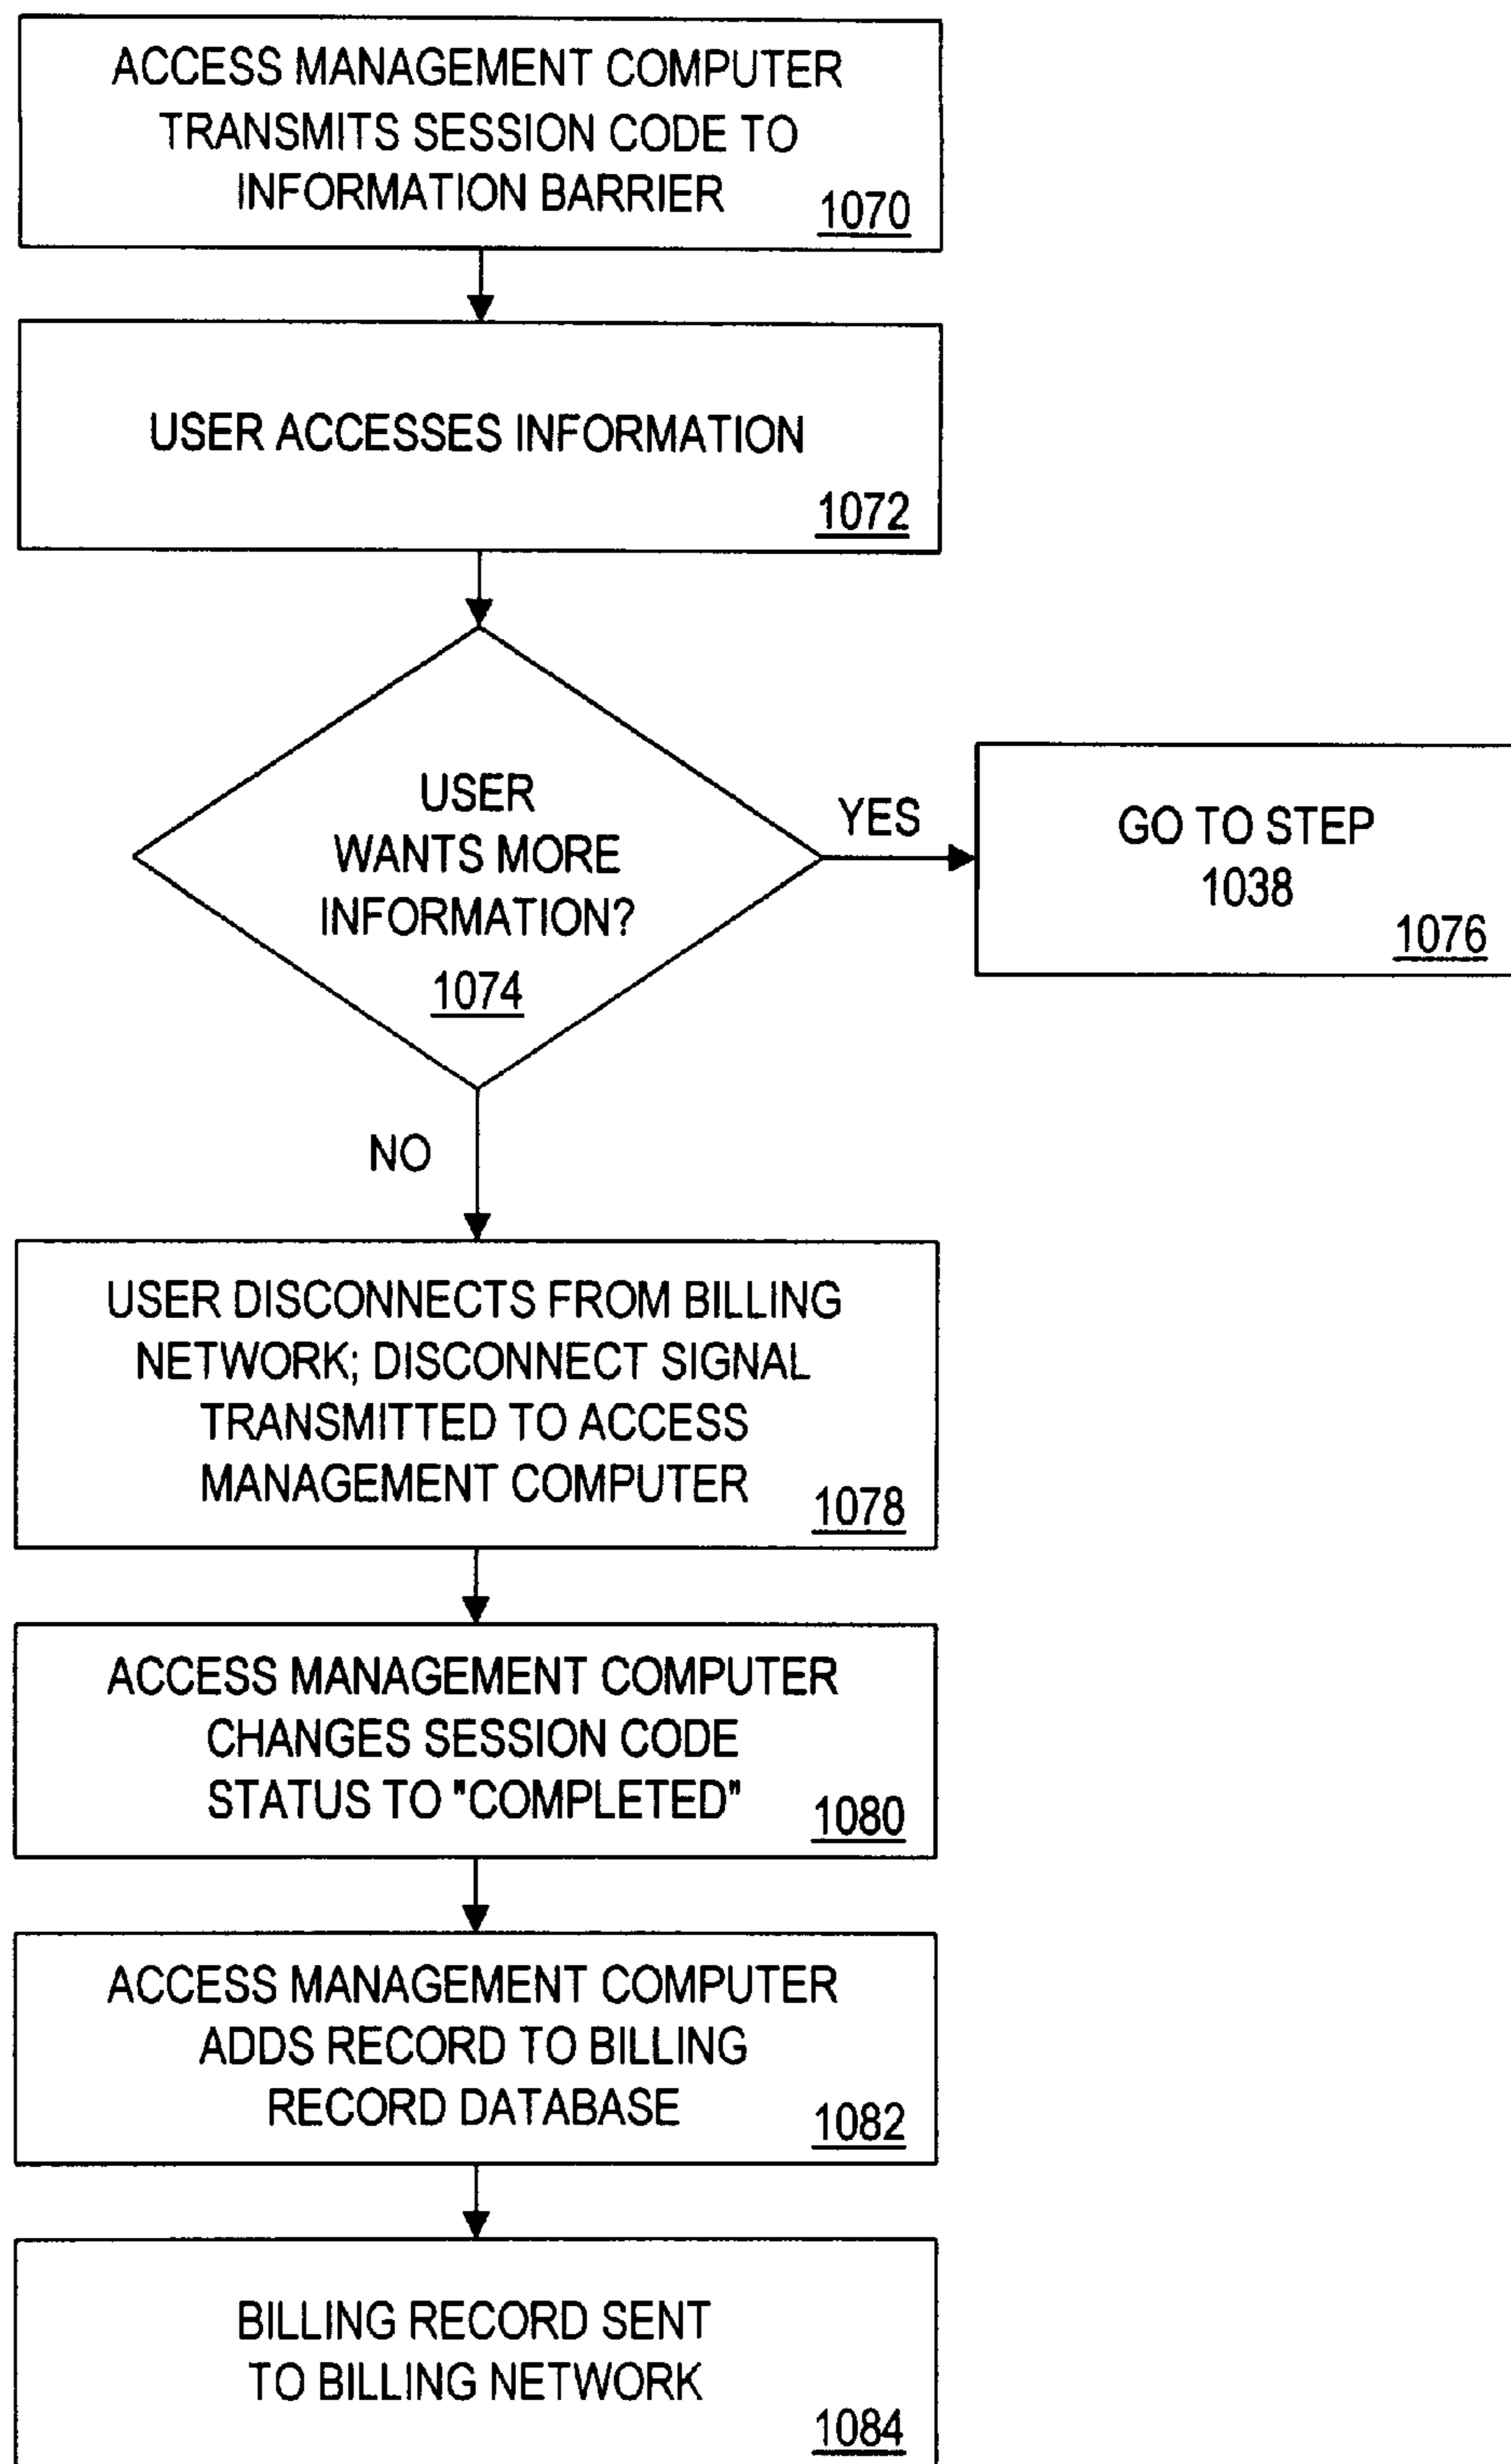 ACCESS MANAGEMENT COMPUTER
TRANSMITS SESSION CODE TO
INFORMATION BARRIER
1070
USER ACCESSES INFORMATION
1072
USER
WANTS MORE
INFORMATION?
1074
YES
GO TO STEP
1038
1076
NO
USER DISCONNECTS FROM BILLING
NETWORK; DISCONNECT SIGNAL
TRANSMITTED TO ACCESS
MANAGEMENT COMPUTER
1078
ACCESS MANAGEMENT COMPUTER
CHANGES SESSION CODE
STATUS TO "COMPLETED"
1080
ACCESS MANAGEMENT COMPUTER
ADDS RECORD TO BILLING
RECORD DATABASE
1082
BILLING RECORD SENT
TO BILLING NETWORK
1084